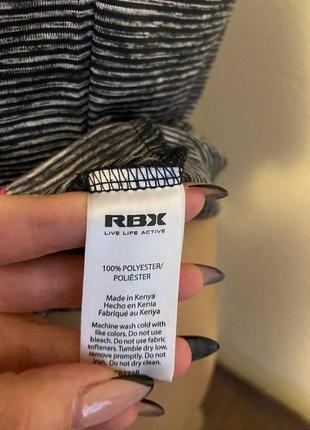 RBX
LIVE LIFE ACTIVE
100% POLYESTER/
POLIÉSTER
Made in Kenya
Hecho en Kenia
Fabriqué au Kenya
Machine wash cold with
like colors. Do not use
bleach. Do not use fabric
softeners. Tumble dry low,
remove promptly. Do not
iron. Do not dry clean.